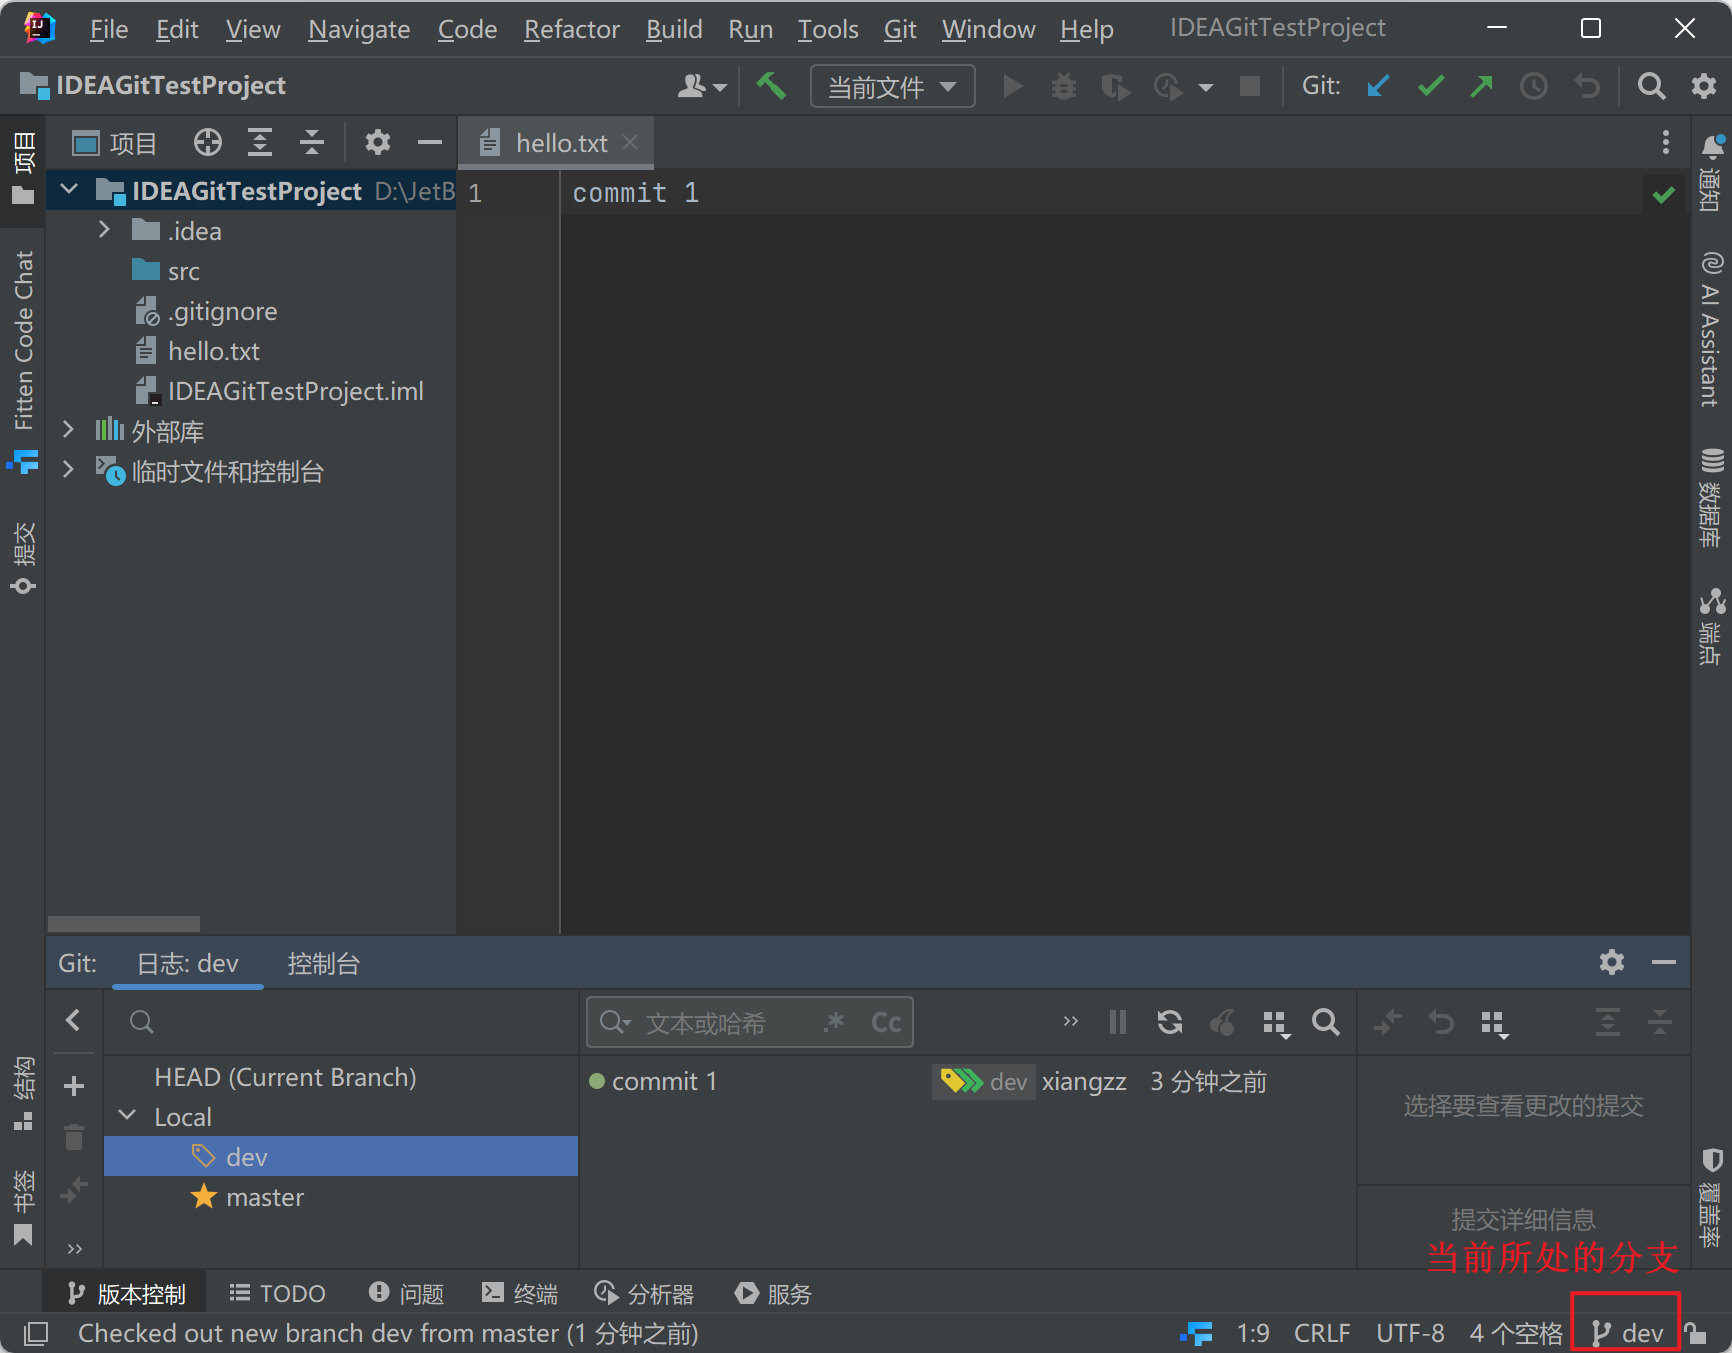 File Edit View Navigate Code Refactor Build Run Tools Git Window Help IDEAGitTestProject
IDEAGitTestProject
当前文件
Git:
项目
hello.txt
IDEAGitTestProject D:\JetB
.idea
src
.gitignore
hello.txt
IDEAGitTestProject.iml
外部库
临时文件和控制台
1
commit 1
项目
Fitten Code Chat
提交
结构
书签
通知
AI Assistant
数据库
端点
覆盖率
Git: 日志: dev 控制台
文本或哈希 .* Cc
HEAD (Current Branch)
Local
dev
master
commit 1 dev xiangzz 3 分钟之前
选择要查看更改的提交
提交详细信息
当前所处的分支
版本控制 TODO 问题 终端 分析器 服务
Checked out new branch dev from master (1 分钟之前) 1:9 CRLF UTF-8 4 个空格 dev